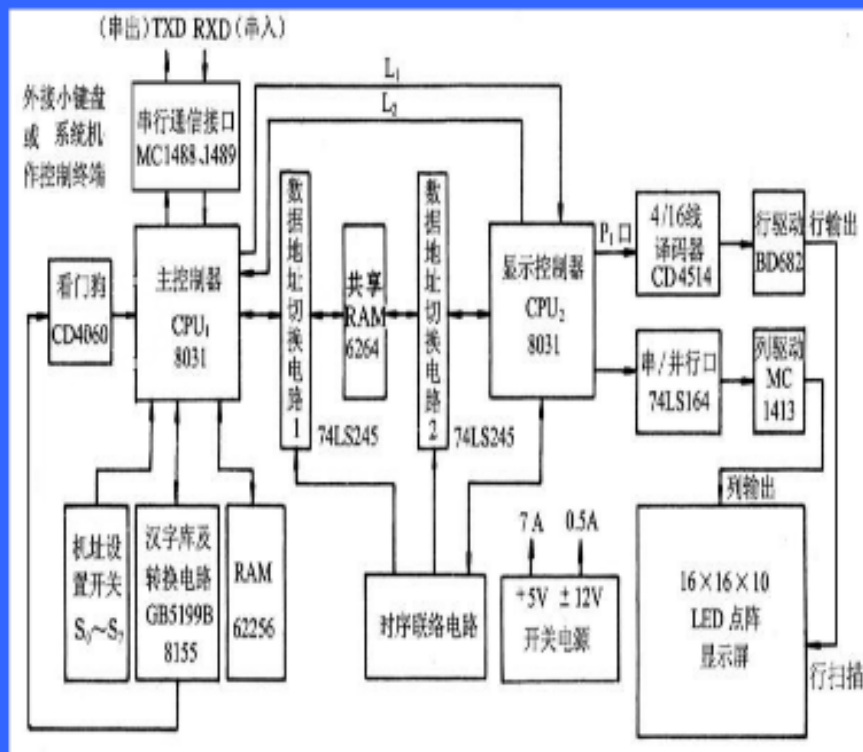 (串出) TXD RXD (串入)
外接小键盘
或 系统机
作控制终端
串行通信接口
MC1488、1489
L₁
L₂
看门狗
CD4060
主控制器
CPU₁
8031
数据地址切换电路1
74LS245
共享
RAM
6264
数据地址切换电路2
74LS245
显示控制器
CPU₂
8031
P₁口
4/16线
译码器
CD4514
行驱动
BD682
行输出
串/并行口
74LS164
列驱动
MC
1413
列输出
机址设
置开关
S₀～S₇
汉字库及
转换电路
GB5199B
8155
RAM
62256
时序联络电路
7A 0.5A
+5V ±12V
开关电源
16×16×10
LED点阵
显示屏
行扫描